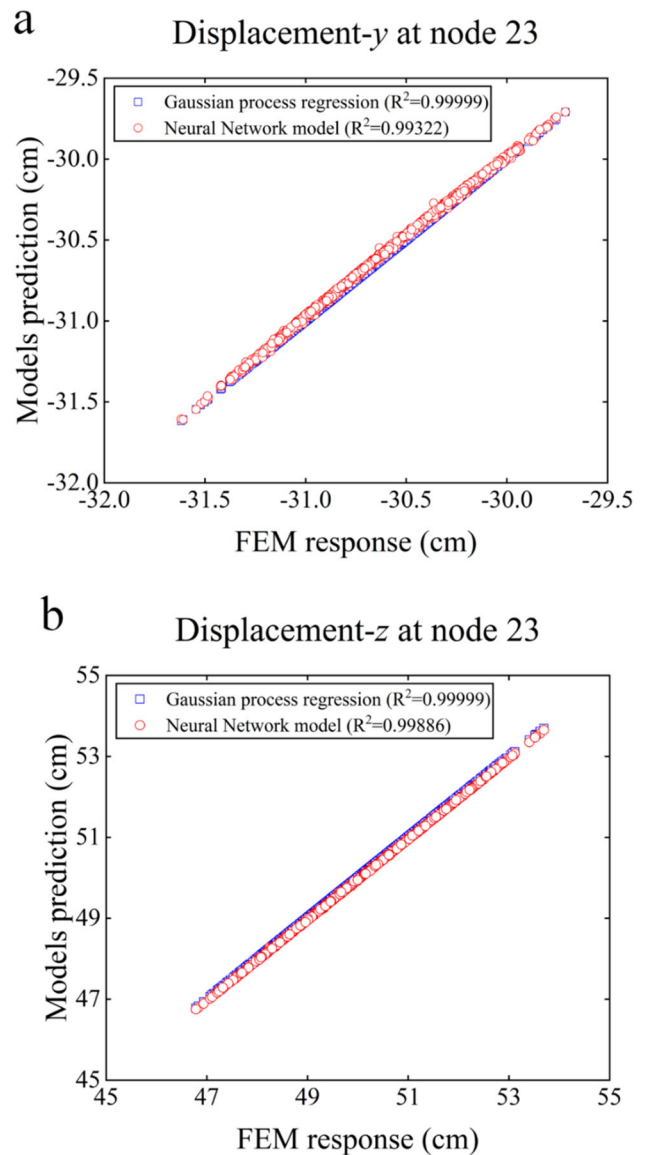 a
Displacement-y at node 23
-29.5
Gaussian process regression (R²=0.99999)
Neural Network model (R²=0.99322)
-30.0
-30.5
-31.0
-31.5
-32.0
Models prediction (cm)
-32.0 -31.5 -31.0 -30.5 -30.0 -29.5
FEM response (cm)
b
Displacement-z at node 23
55
Gaussian process regression (R²=0.99999)
Neural Network model (R²=0.99886)
53
51
49
47
45
Models prediction (cm)
45 47 49 51 53 55
FEM response (cm)